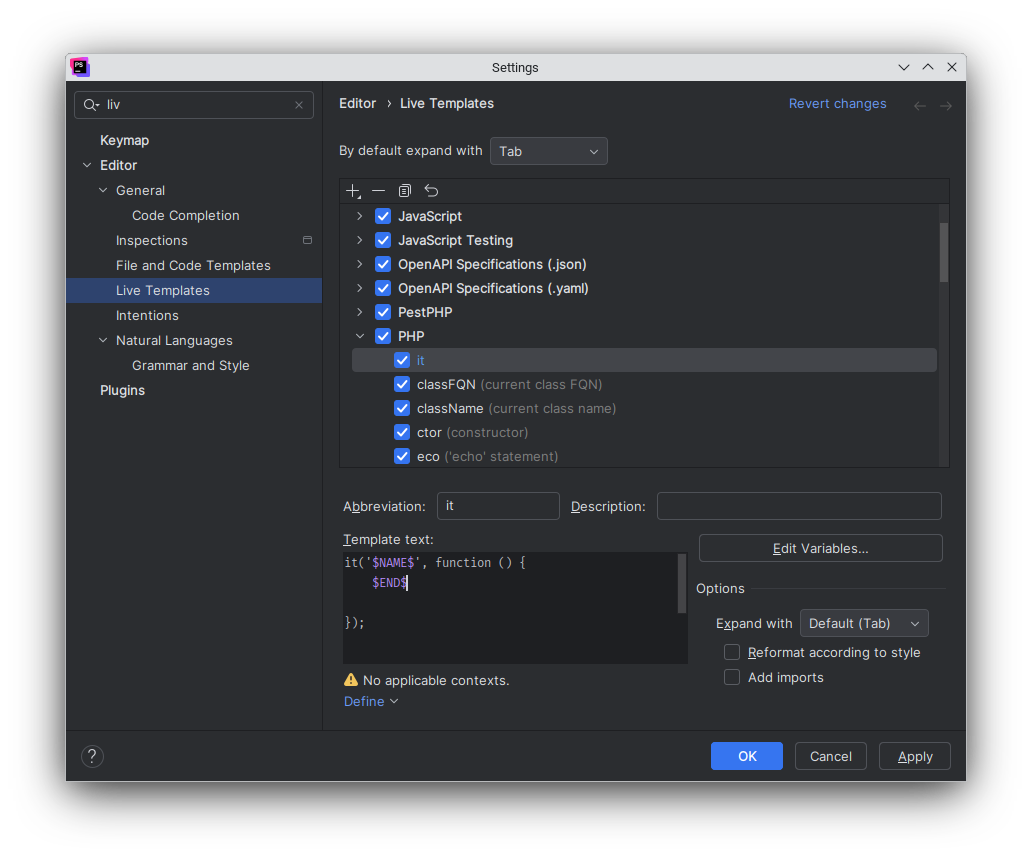 PS
Settings
liv
Editor › Live Templates
Revert changes
Keymap
Editor
General
Code Completion
Inspections
File and Code Templates
Live Templates
Intentions
Natural Languages
Grammar and Style
Plugins
By default expand with Tab
JavaScript
JavaScript Testing
OpenAPI Specifications (.json)
OpenAPI Specifications (.yaml)
PestPHP
PHP
it
classFQN (current class FQN)
className (current class name)
ctor (constructor)
eco ('echo' statement)
Abbreviation: it Description:
Template text:
it('$NAME$', function () {
$END$
});
No applicable contexts.
Define
Edit Variables...
Options
Expand with Default (Tab)
Reformat according to style
Add imports
?
OK Cancel Apply